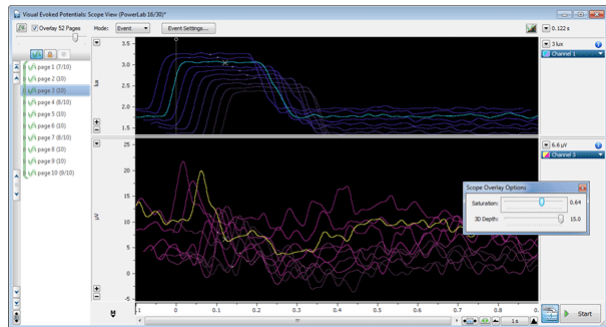 Visual Evoked Potentials: Scope View (PowerLab 16/30)*
Overlay 52 Pages
Mode: Event
Event Settings...
0.122 s
page 1 (7/10)
page 2 (10)
page 3 (10)
page 4 (8/10)
page 5 (10)
page 6 (10)
page 7 (8/10)
page 8 (10)
page 9 (10)
page 10 (9/10)
3.5
3.0
2.5
2.0
1.5
lux
3 lux
Channel 1
25
20
15
10
5
0
-5
µV
6.6 µV
Channel 3
Scope Overlay Options
Saturation: 0.64
3D Depth: 15.0
0 0.1 0.2 0.3 0.4 0.5 0.6 0.7 0.8
1 s
Start